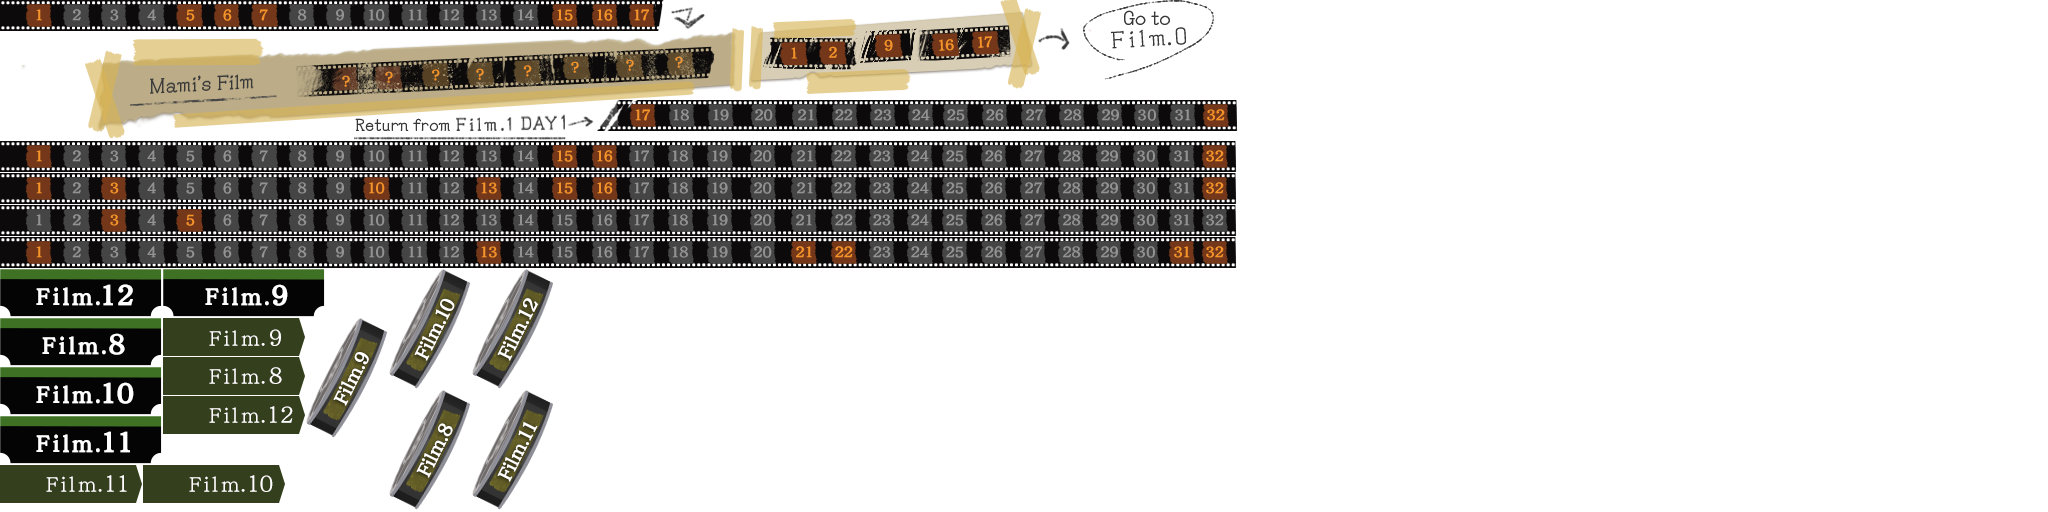 1 2 3 4 5 6 7 8 9 10 11 12 13 14 15 16 17
Go to
Film.0
Mami's Film ? ? ? ? ? ? ? ? 1 2 9 16 17
Return from Film.1 DAY1 17 18 19 20 21 22 23 24 25 26 27 28 29 30 31 32
1 2 3 4 5 6 7 8 9 10 11 12 13 14 15 16 17 18 19 20 21 22 23 24 25 26 27 28 29 30 31 32
1 2 3 4 5 6 7 8 9 10 11 12 13 14 15 16 17 18 19 20 21 22 23 24 25 26 27 28 29 30 31 32
1 2 3 4 5 6 7 8 9 10 11 12 13 14 15 16 17 18 19 20 21 22 23 24 25 26 27 28 29 30 31 32
1 2 3 4 5 6 7 8 9 10 11 12 13 14 15 16 17 18 19 20 21 22 23 24 25 26 27 28 29 30 31 32
Film.12
Film.9
Film.8
Film.9
Film.8
Film.10
Film.12
Film.11
Film.11
Film.10
Film.9
Film.10
Film.12
Film.8
Film.11